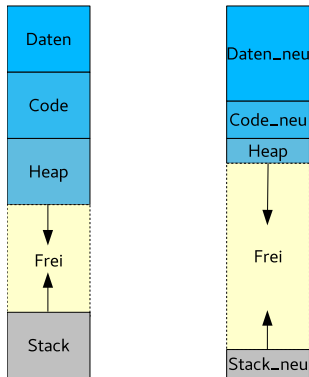 Daten
Code
Heap
Frei
Stack
Daten_neu
Code_neu
Heap
Frei
Stack_neu